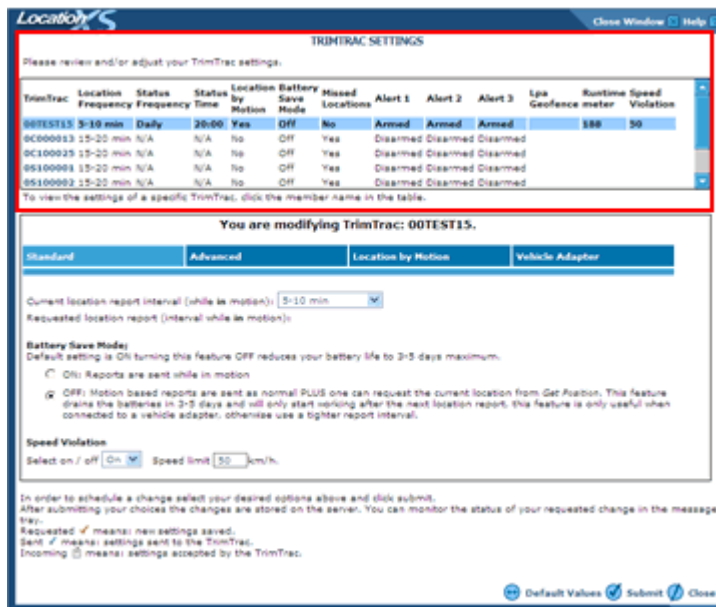 LocationXS
Close Window Help
TRIMTRAC SETTINGS
Please review and/or adjust your TrimTrac settings.
TrimTrac Location Frequency Status Frequency Status Time Location by Motion Battery Save Mode Missed Locations Alert 1 Alert 2 Alert 3 Lpa Geofence Runtime meter Speed Violation
00TEST15 5-10 min Daily 20:00 Yes Off No Armed Armed Armed 188 50
0C000013 15-20 min N/A N/A No Off Yes Disarmed Disarmed Disarmed
0C100025 15-20 min N/A N/A No Off Yes Disarmed Disarmed Disarmed
05100001 15-20 min N/A N/A No Off Yes Disarmed Disarmed Disarmed
05100002 15-20 min N/A N/A No Off Yes Disarmed Disarmed Disarmed
To view the settings of a specific TrimTrac, click the member name in the table.
You are modifying TrimTrac: 00TEST15.
Standard Advanced Location by Motion Vehicle Adapter
Current location report interval (while in motion): 5-10 min
Requested location report (interval while in motion):
Battery Save Mode;
Default setting is ON turning this feature OFF reduces your battery life to 3-5 days maximum.
ON: Reports are sent while in motion
OFF: Motion based reports are sent as normal PLUS one can request the current location from Get Position. This feature
drains the batteries in 3-5 days and will only start working after the next location report, this feature is only useful when
connected to a vehicle adapter, otherwise use a tighter report interval.
Speed Violation
Select on / off On Speed limit 50 km/h.
In order to schedule a change select your desired options above and click submit.
After submitting your choices the changes are stored on the server. You can monitor the status of your requested change in the message
tray.
Requested ✓ means: new settings saved.
Sent ✓ means: settings sent to the TrimTrac.
Incoming means: settings accepted by the TrimTrac.
Default Values Submit Close